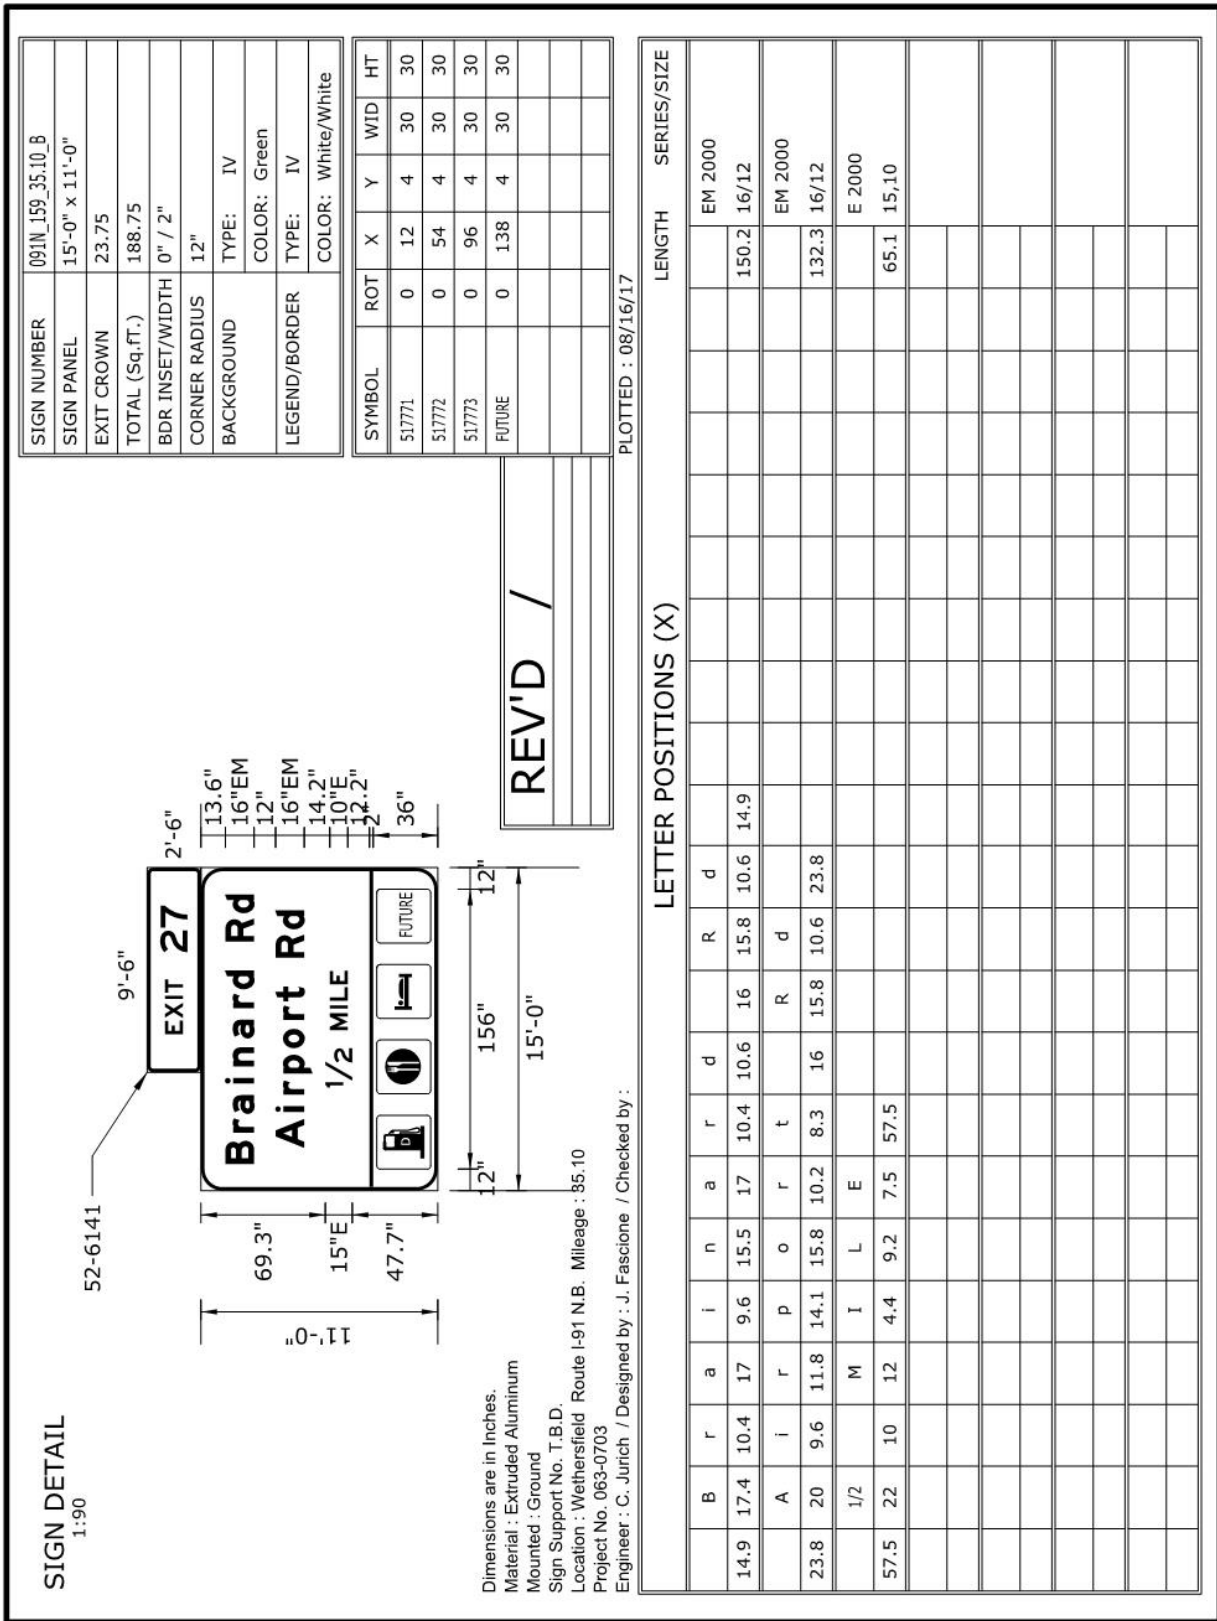 SIGN DETAIL
1:90
52-6141
9'-6"
2'-6"
EXIT 27
Brainard Rd
Airport Rd
1/2 MILE
D
FUTURE
11'-0"
69.3"
15"E
47.7"
13.6"
16"EM
12"
16"EM
14.2"
10"E
12.2"
2"
36"
12"
156"
12"
15'-0"
SIGN NUMBER 091N_159_35.10_B
SIGN PANEL 15'-0" x 11'-0"
EXIT CROWN 23.75
TOTAL (Sq.fT.) 188.75
BDR INSET/WIDTH 0" / 2"
CORNER RADIUS 12"
BACKGROUND TYPE: IV
COLOR: Green
LEGEND/BORDER TYPE: IV
COLOR: White/White
SYMBOL ROT X Y WID HT
517771 0 12 4 30 30
517772 0 54 4 30 30
517773 0 96 4 30 30
FUTURE 0 138 4 30 30
REV'D /
Dimensions are in Inches.
Material : Extruded Aluminum
Mounted : Ground
Sign Support No. T.B.D.
Location : Wethersfield Route I-91 N.B. Mileage : 35.10
Project No. 063-0703
Engineer : C. Jurich / Designed by : J. Fascione / Checked by :
PLOTTED : 08/16/17
LETTER POSITIONS (X) LENGTH SERIES/SIZE
B r a i n a r d R d EM 2000
14.9 17.4 10.4 17 9.6 15.5 17 10.4 10.6 16 15.8 10.6 14.9 150.2 16/12
A i r p o r t R d EM 2000
23.8 20 9.6 11.8 14.1 15.8 10.2 8.3 16 15.8 10.6 23.8 132.3 16/12
1/2 M I L E E 2000
57.5 22 10 12 4.4 9.2 7.5 57.5 65.1 15,10